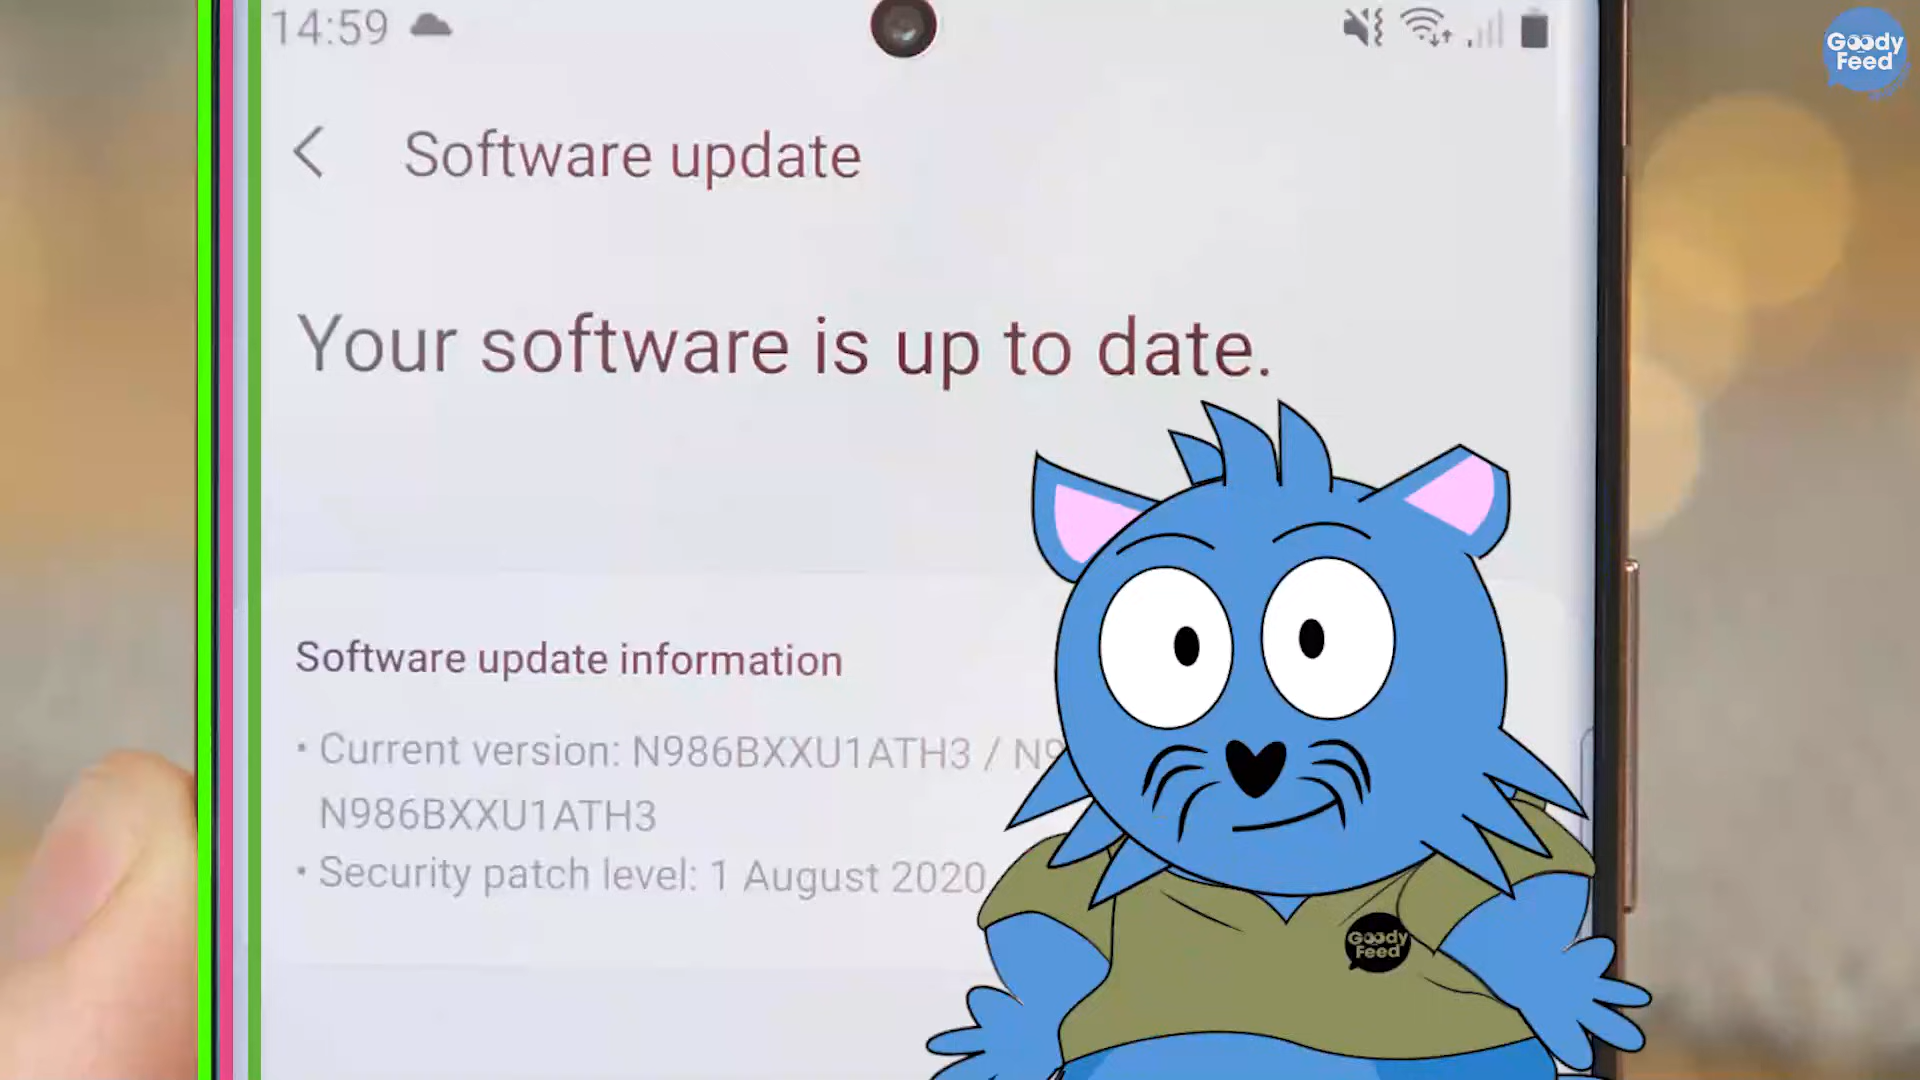 14:59
Goody
Feed
Software update
Your software is up to date.
Software update information
• Current version: N986BXXU1ATH3 / N9
N986BXXU1ATH3
• Security patch level: 1 August 2020
Goody
Feed